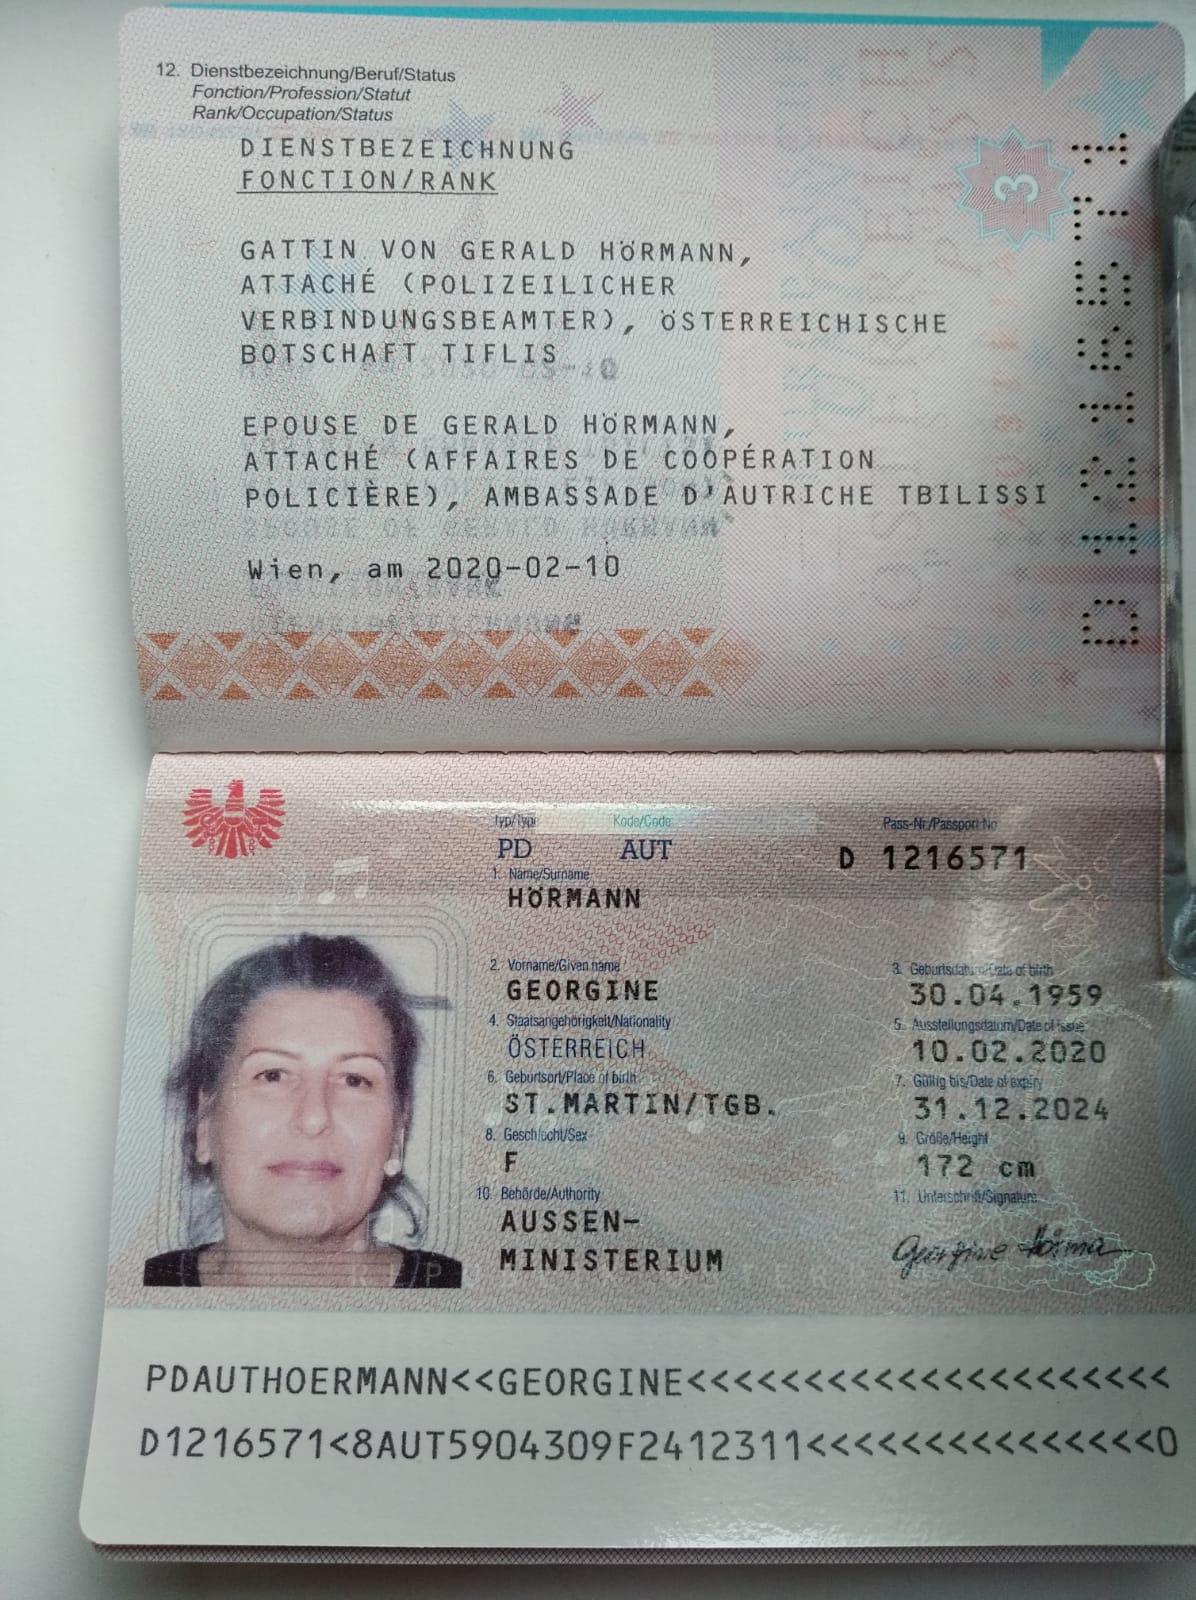 12. Dienstbezeichnung/Beruf/Status
Fonction/Profession/Statut
Rank/Occupation/Status
DIENSTBEZEICHNUNG
FONCTION/RANK
GATTIN VON GERALD HÖRMANN,
ATTACHÉ (POLIZEILICHER
VERBINDUNGSBEAMTER), ÖSTERREICHISCHE
BOTSCHAFT TIFLIS
EPOUSE DE GERALD HÖRMANN,
ATTACHÉ (AFFAIRES DE COOPÉRATION
POLICIÈRE), AMBASSADE D'AUTRICHE TBILISSI
Wien, am 2020-02-10
3
D1216571
Typ/Typ Kode/Code Pass-Nr./Passport No
PD AUT D 1216571
1. Name/Surname
HÖRMANN
2. Vorname/Given name 3. Geburtsdatum/Date of birth
GEORGINE 30.04.1959
4. Staatsangehörigkeit/Nationality 5. Ausstellungsdatum/Date of issue
ÖSTERREICH 10.02.2020
6. Geburtsort/Place of birth 7. Gültig bis/Date of expiry
ST.MARTIN/TGB. 31.12.2024
8. Geschlecht/Sex 9. Größe/Height
F 172 cm
10. Behörde/Authority 11. Unterschrift/Signature
AUSSEN-
MINISTERIUM
Georgine Hörma
PDAUTHOERMANN<<GEORGINE<<<<<<<<<<<<<<<<<<<<
D1216571<8AUT5904309F2412311<<<<<<<<<<<<<<<0